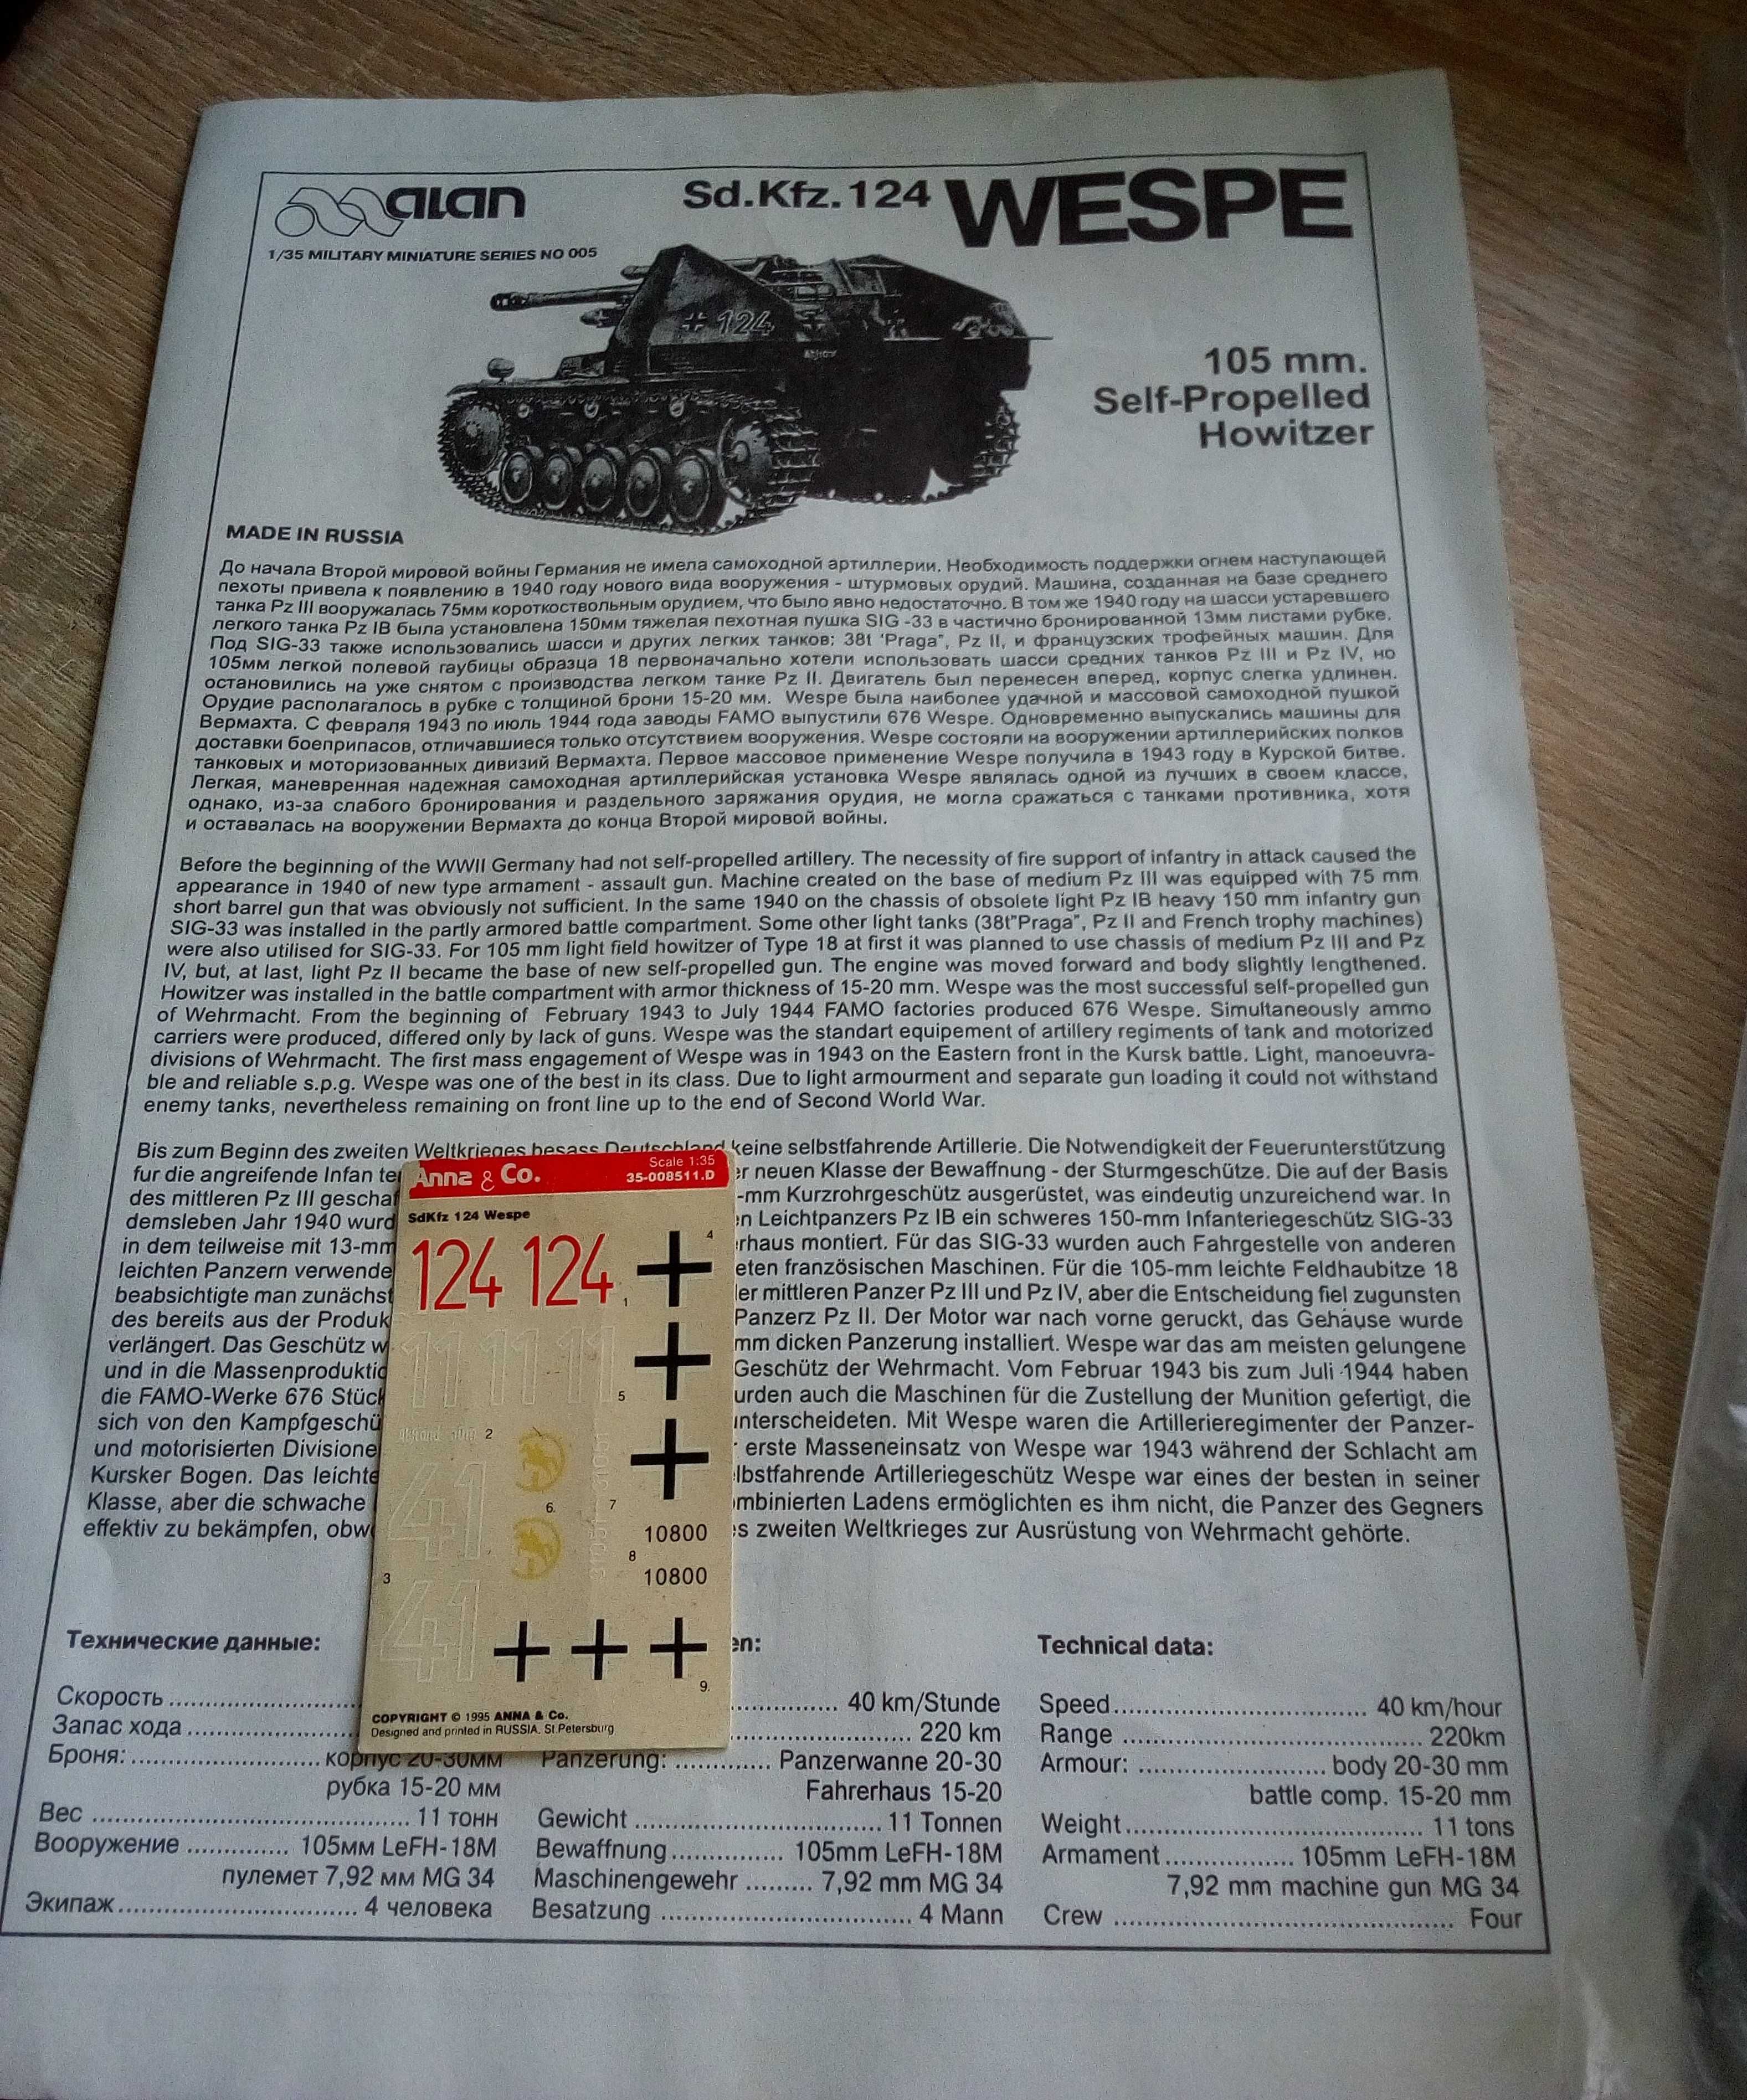 alan
Sd.Kfz.124 WESPE
1/35 MILITARY MINIATURE SERIES NO 005
124
105 mm.
Self-Propelled
Howitzer
MADE IN RUSSIA
До начала Второй мировой войны Германия не имела самоходной артиллерии. Необходимость поддержки огнем наступающей
пехоты привела к появлению в 1940 году нового вида вооружения - штурмовых орудий. Машина, созданная на базе среднего
танка Pz III вооружалась 75мм короткоствольным орудием, что было явно недостаточно. В том же 1940 году на шасси устаревшего
легкого танка Pz IB была установлена 150мм тяжелая пехотная пушка SIG -33 в частично бронированной 13мм листами рубке.
Под SIG-33 также использовались шасси и других легких танков: 38t 'Praga", Pz II, и французских трофейных машин. Для
105мм легкой полевой гаубицы образца 18 первоначально хотели использовать шасси средних танков Pz III и Pz IV, но
остановились на уже снятом с производства легком танке Pz II. Двигатель был перенесен вперед, корпус слегка удлинен.
Орудие располагалось в рубке с толщиной брони 15-20 мм. Wespe была наиболее удачной и массовой самоходной пушкой
Вермахта. С февраля 1943 по июль 1944 года заводы FAMO выпустили 676 Wespe. Одновременно выпускались машины для
доставки боеприпасов, отличавшиеся только отсутствием вооружения. Wespe состояли на вооружении артиллерийских полков
танковых и моторизованных дивизий Вермахта. Первое массовое применение Wespe получила в 1943 году в Курской битве.
Легкая, маневренная надежная самоходная артиллерийская установка Wespe являлась одной из лучших в своем классе,
однако, из-за слабого бронирования и раздельного заряжания орудия, не могла сражаться с танками противника, хотя
и оставалась на вооружении Вермахта до конца Второй мировой войны.
Before the beginning of the WWII Germany had not self-propelled artillery. The necessity of fire support of infantry in attack caused the
appearance in 1940 of new type armament - assault gun. Machine created on the base of medium Pz III was equipped with 75 mm
short barrel gun that was obviously not sufficient. In the same 1940 on the chassis of obsolete light Pz IB heavy 150 mm infantry gun
SIG-33 was installed in the partly armored battle compartment. Some other light tanks (38t"Praga", Pz II and French trophy machines)
were also utilised for SIG-33. For 105 mm light field howitzer of Type 18 at first it was planned to use chassis of medium Pz III and Pz
IV, but, at last, light Pz II became the base of new self-propelled gun. The engine was moved forward and body slightly lengthened.
Howitzer was installed in the battle compartment with armor thickness of 15-20 mm. Wespe was the most successful self-propelled gun
of Wehrmacht. From the beginning of February 1943 to July 1944 FAMO factories produced 676 Wespe. Simultaneously ammo
carriers were produced, differed only by lack of guns. Wespe was the standart equipement of artillery regiments of tank and motorized
divisions of Wehrmacht. The first mass engagement of Wespe was in 1943 on the Eastern front in the Kursk battle. Light, manoeuvra-
ble and reliable s.p.g. Wespe was one of the best in its class. Due to light armourment and separate gun loading it could not withstand
enemy tanks, nevertheless remaining on front line up to the end of Second World War.
Bis zum Beginn des zweiten Weltkrieges besass Deutschland keine selbstfahrende Artillerie. Die Notwendigkeit der Feuerunterstützung
fur die angreifende Infan te er neuen Klasse der Bewaffnung - der Sturmgeschütze. Die auf der Basis
des mittleren Pz III geschaf -mm Kurzrohrgeschütz ausgerüstet, was eindeutig unzureichend war. In
demsleben Jahr 1940 wurd en Leichtpanzers Pz IB ein schweres 150-mm Infanteriegeschütz SIG-33
in dem teilweise mit 13-mm rhaus montiert. Für das SIG-33 wurden auch Fahrgestelle von anderen
leichten Panzern verwende eten französischen Maschinen. Für die 105-mm leichte Feldhaubitze 18
beabsichtigte man zunächst der mittleren Panzer Pz III und Pz IV, aber die Entscheidung fiel zugunsten
des bereits aus der Produk Panzerz Pz II. Der Motor war nach vorne geruckt, das Gehäuse wurde
verlängert. Das Geschütz w mm dicken Panzerung installiert. Wespe war das am meisten gelungene
und in die Massenproduktio Geschütz der Wehrmacht. Vom Februar 1943 bis zum Juli 1944 haben
die FAMO-Werke 676 Stück urden auch die Maschinen für die Zustellung der Munition gefertigt, die
sich von den Kampfgeschü unterscheideten. Mit Wespe waren die Artillerieregimenter der Panzer-
und motorisierten Divisione r erste Masseneinsatz von Wespe war 1943 während der Schlacht am
Kursker Bogen. Das leichte lbstfahrende Artilleriegeschütz Wespe war eines der besten in seiner
Klasse, aber die schwache ombinierten Ladens ermöglichten es ihm nicht, die Panzer des Gegners
effektiv zu bekämpfen, obw es zweiten Weltkrieges zur Ausrüstung von Wehrmacht gehörte.
Anna & Co.
Scale 1:35
35-008511.D
SdKfz 124 Wespe
124 124
1
4
11 11 11
5
2
41
6.
7
10800
8
10800
3
41
9.
COPYRIGHT © 1995 ANNA & Co.
Designed and printed in RUSSIA. St.Petersburg
Технические данные:
Скорость
Запас хода
Броня: корпус 20-30мм
рубка 15-20 мм
Вес 11 тонн
Вооружение 105мм LeFH-18M
пулемет 7,92 мм MG 34
Экипаж 4 человека
en:
40 km/Stunde
220 km
Panzerung: Panzerwanne 20-30
Fahrerhaus 15-20
Gewicht 11 Tonnen
Bewaffnung 105mm LeFH-18M
Maschinengewehr 7,92 mm MG 34
Besatzung 4 Mann
Technical data:
Speed 40 km/hour
Range 220km
Armour: body 20-30 mm
battle comp. 15-20 mm
Weight 11 tons
Armament 105mm LeFH-18M
7,92 mm machine gun MG 34
Crew Four